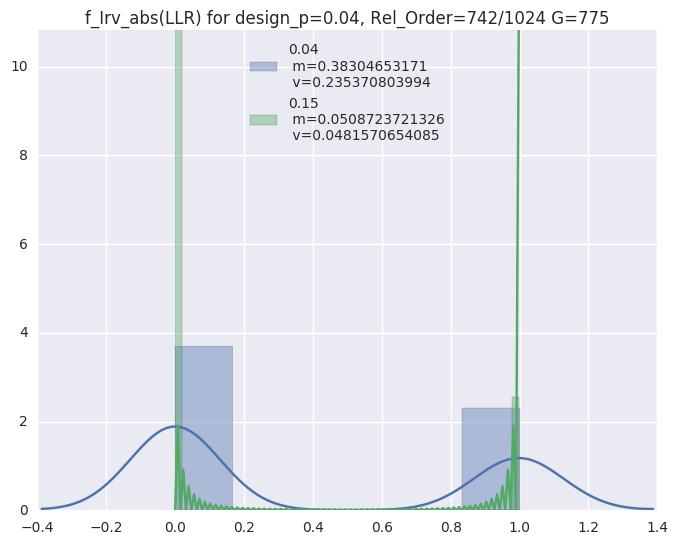 f_Irv_abs(LLR) for design_p=0.04, Rel_Order=742/1024 G=775
0.04
m=0.38304653171
v=0.235370803994
0.15
m=0.0508723721326
v=0.0481570654085
10
8
6
4
2
0
−0.4 −0.2 0.0 0.2 0.4 0.6 0.8 1.0 1.2 1.4